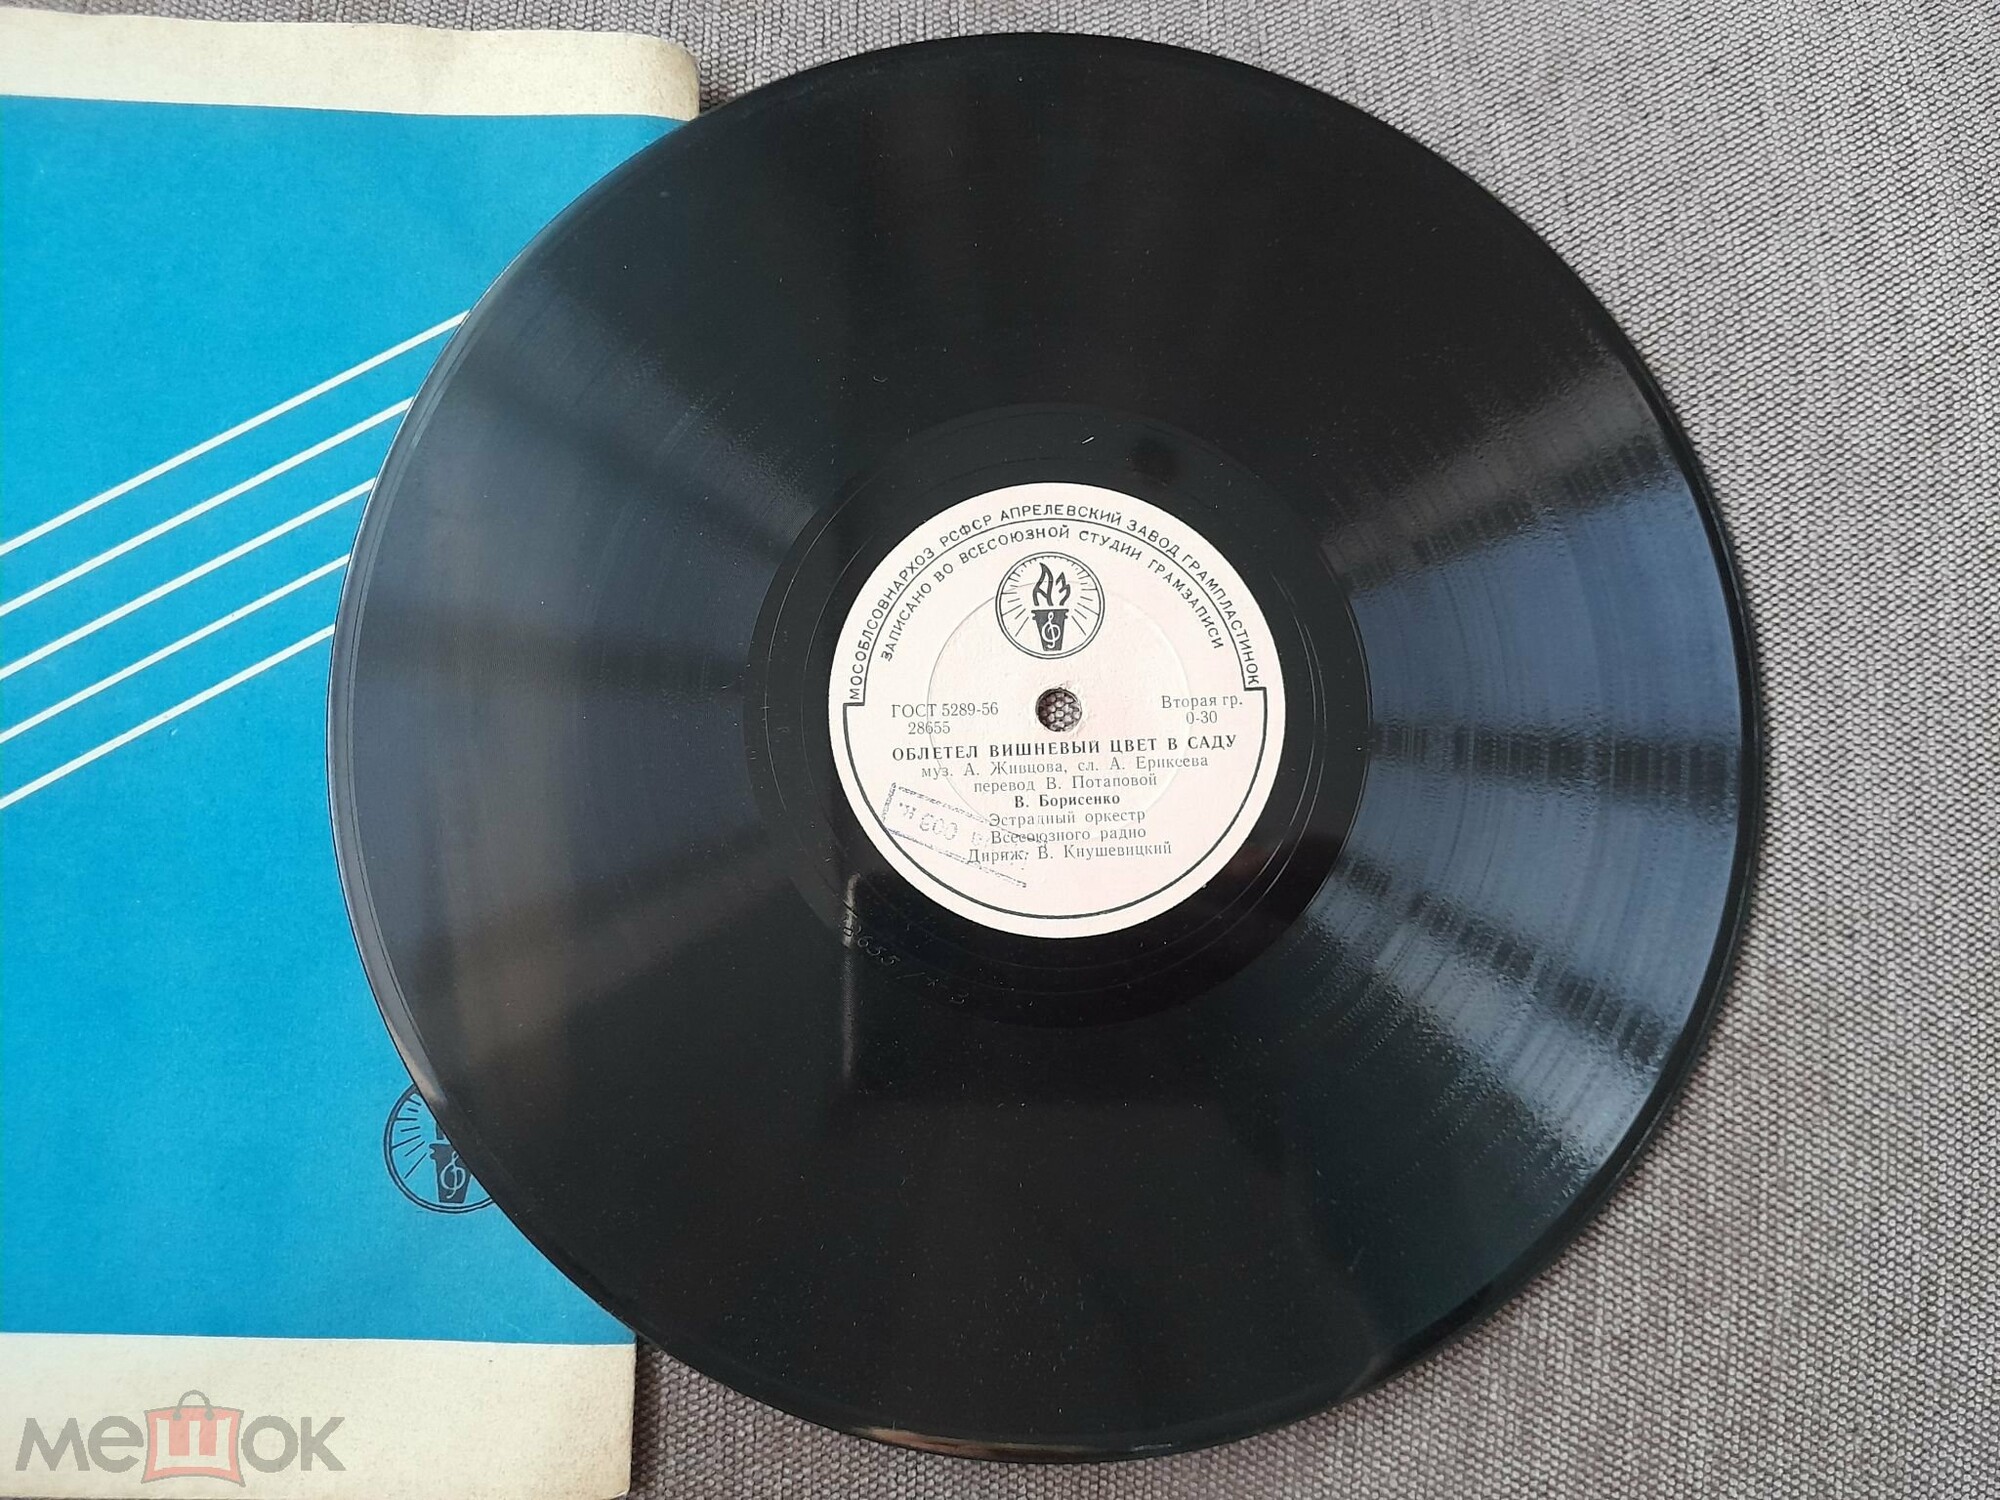 МОСОБЛСОВНАРХОЗ РСФСР АПРЕЛЕВСКИЙ ЗАВОД ГРАМПЛАСТИНОК
ЗАПИСАНО ВО ВСЕСОЮЗНОЙ СТУДИИ ГРАМЗАПИСИ
АЗ
ГОСТ 5289-56 Вторая гр.
28655 0-30
ОБЛЕТЕЛ ВИШНЕВЫЙ ЦВЕТ В САДУ
муз. А. Живцова, сл. А. Ерикеева
перевод В. Потаповой
В. Борисенко
Эстрадный оркестр
Всесоюзного радио
Дириж. В. Кнушевицкий
мешок